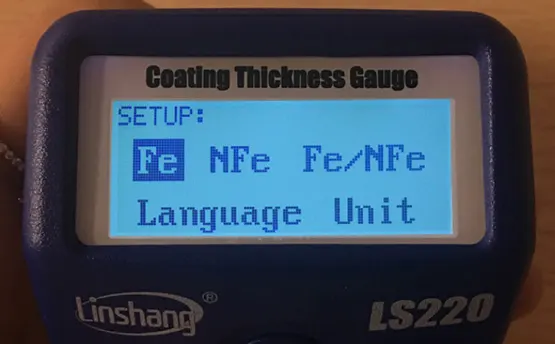 Coating Thickness Gauge
SETUP:
Fe NFe Fe/NFe
Language Unit
Linshang® LS220